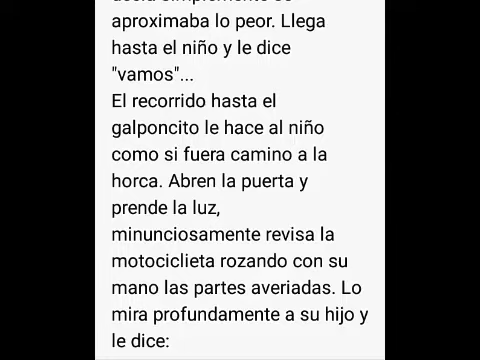 aproximaba lo peor. Llega
hasta el niño y le dice
"vamos"...
El recorrido hasta el
galponcito le hace al niño
como si fuera camino a la
horca. Abren la puerta y
prende la luz,
minunciosamente revisa la
motociclieta rozando con su
mano las partes averiadas. Lo
mira profundamente a su hijo y
le dice: